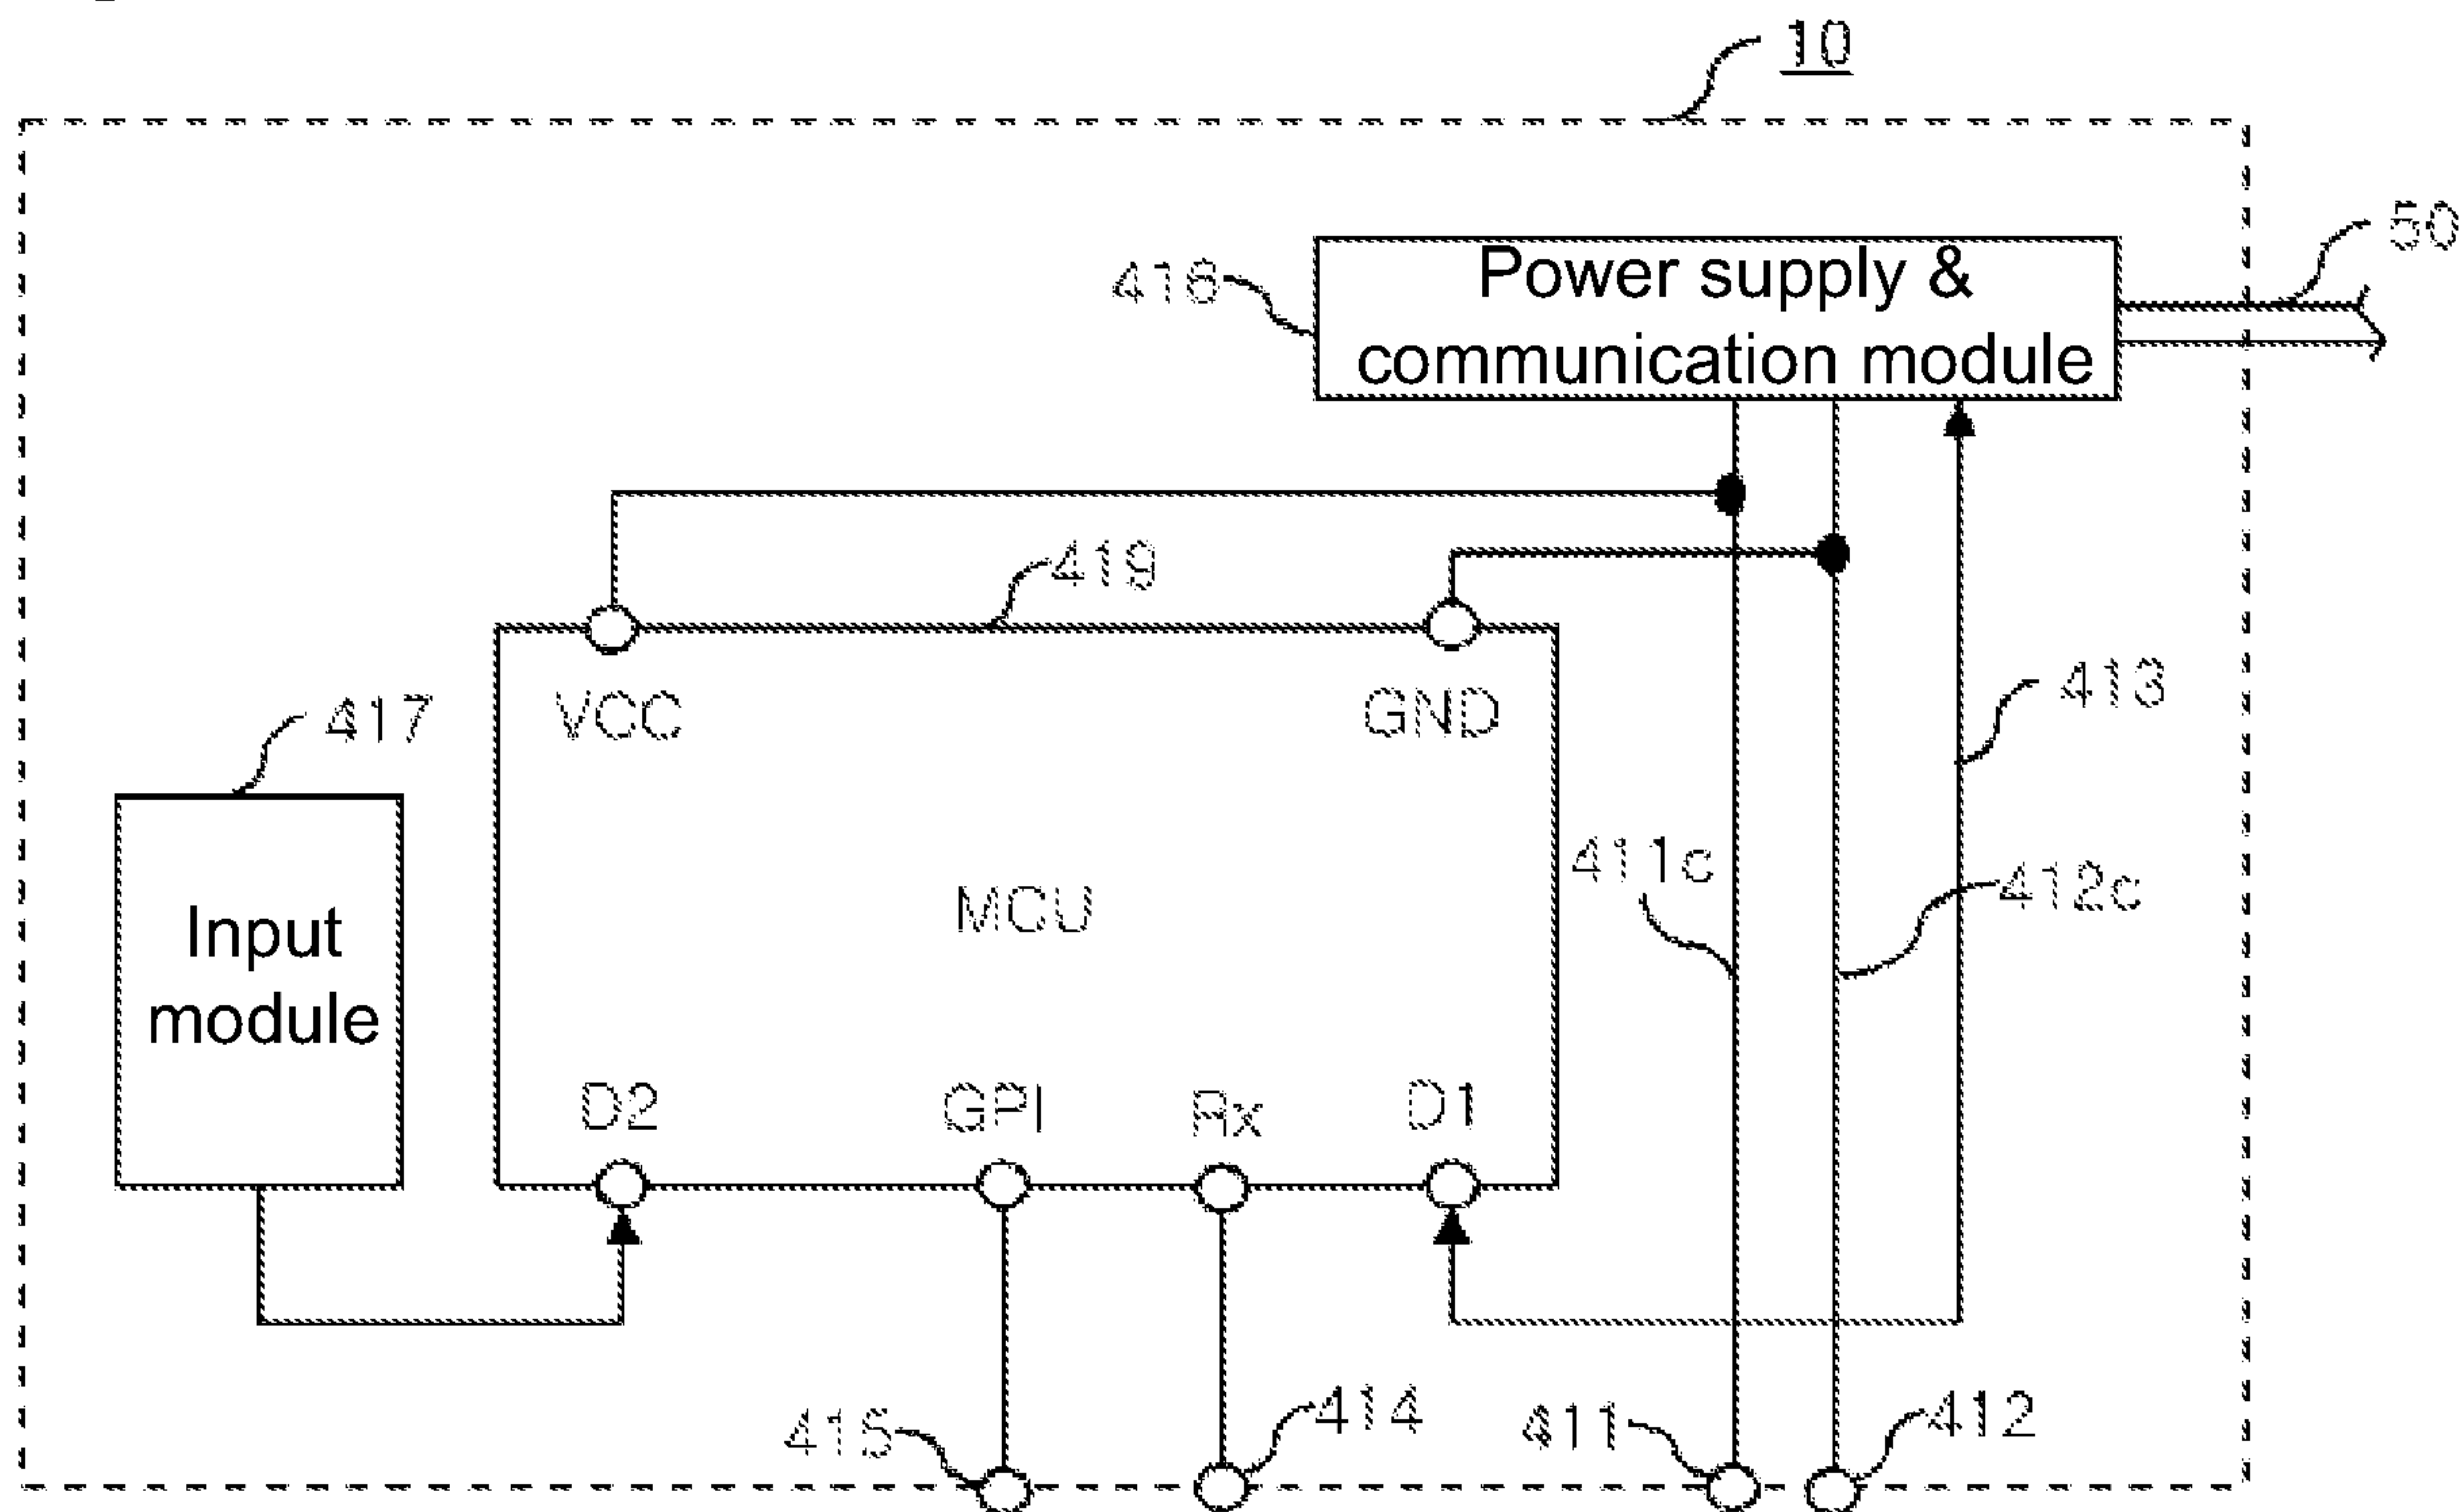 10
50
416
Power supply &
communication module
419
417
VCC
GND
413
411c
412c
MCU
Input
module
D2
GPI
Rx
D1
415
414
411
412